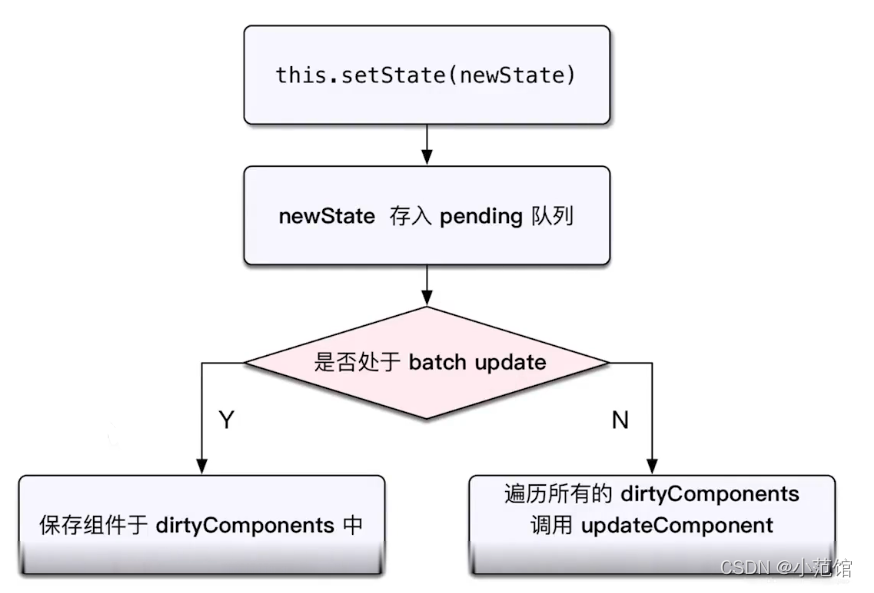 this.setState(newState)
newState 存入 pending 队列
是否处于 batch update
Y
N
保存组件于 dirtyComponents 中
遍历所有的 dirtyComponents
调用 updateComponent
CSDN @小范馆